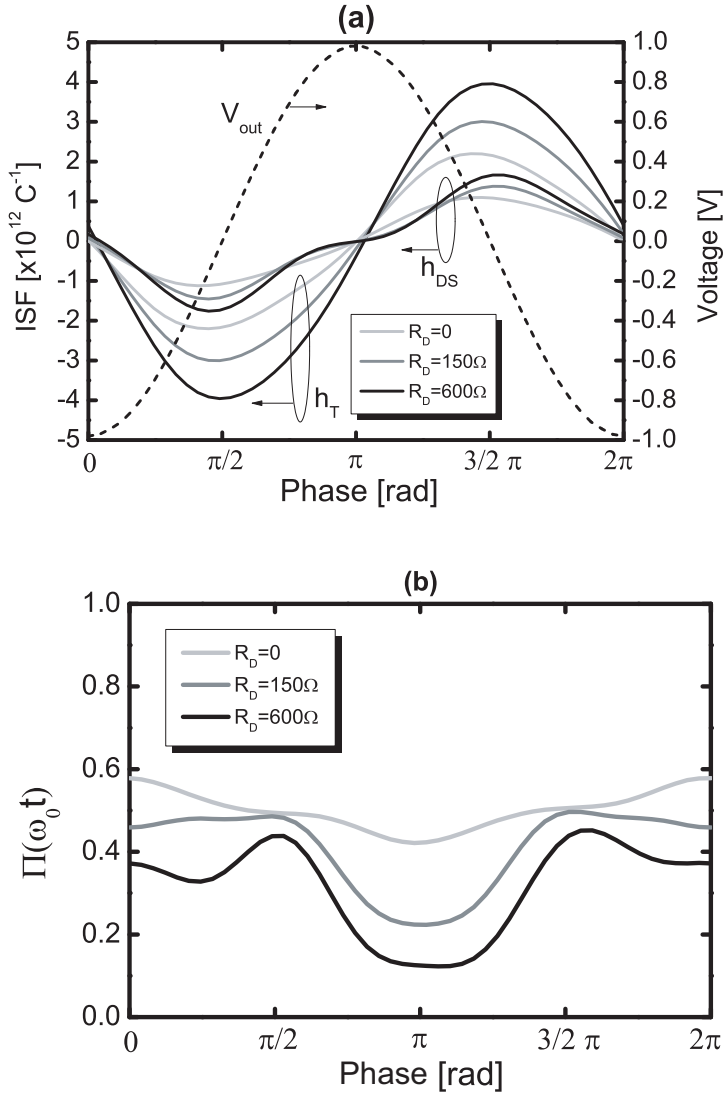 (a)
5
4
3
2
1
0
-1
-2
-3
-4
-5
ISF [x10¹² C⁻¹]
1.0
0.8
0.6
0.4
0.2
0.0
-0.2
-0.4
-0.6
-0.8
-1.0
Voltage [V]
V_out
h_DS
h_T
R_D=0
R_D=150Ω
R_D=600Ω
0 π/2 π 3/2 π 2π
Phase [rad]
(b)
1.0
0.8
0.6
0.4
0.2
0.0
Π(ω₀t)
R_D=0
R_D=150Ω
R_D=600Ω
0 π/2 π 3/2 π 2π
Phase [rad]